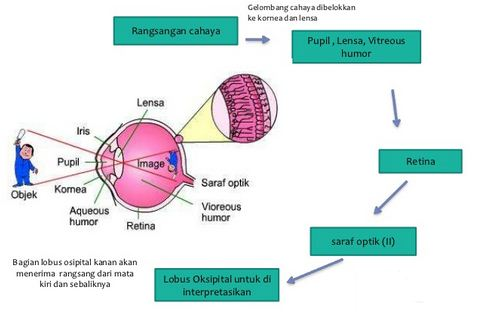 Gelombang cahaya dibelokkan
ke kornea dan lensa
Rangsangan cahaya
Pupil , Lensa, Vitreous
humor
Lensa
Iris
Pupil
Image
Objek
Kornea
Saraf optik
Aqueous
humor
Retina
Vioreous
humor
Retina
saraf optik (II)
Bagian lobus osipital kanan akan
menerima rangsang dari mata
kiri dan sebaliknya
Lobus Oksipital untuk di
interpretasikan